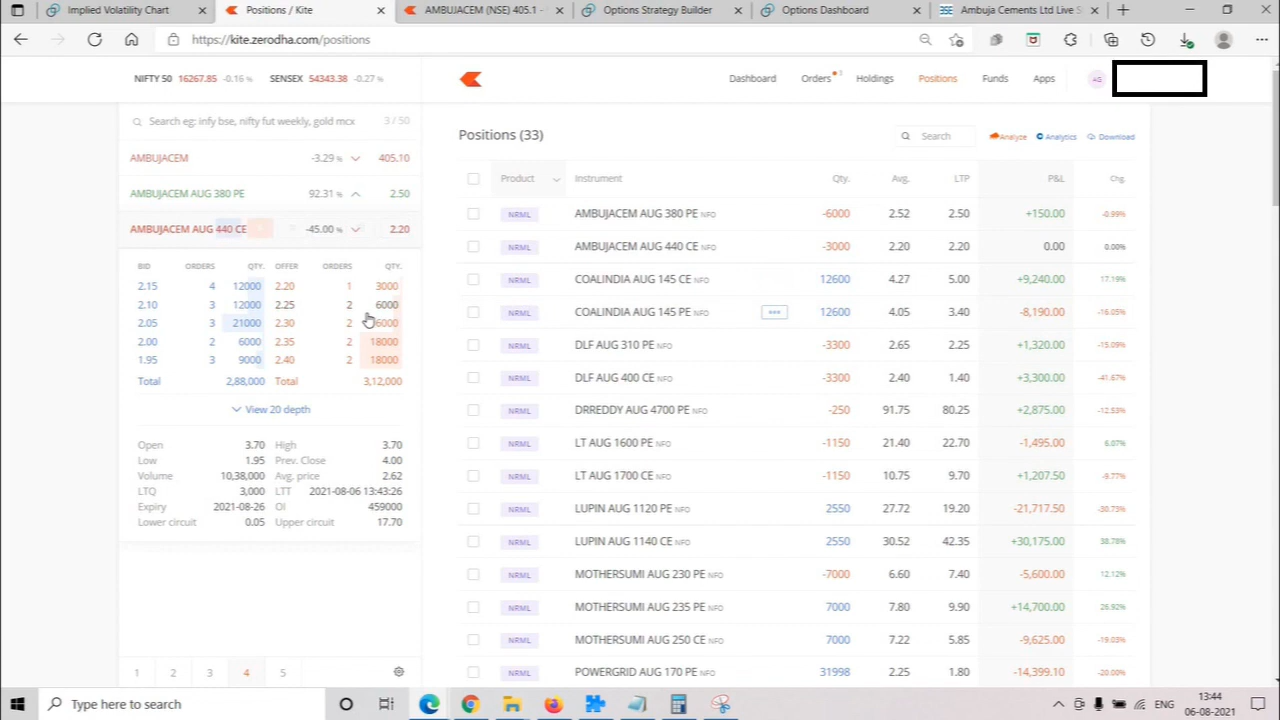 Implied Volatility Chart
Positions / Kite
AMBUJACEM (NSE) 405.1 -
Options Strategy Builder
Options Dashboard
Ambuja Cements Ltd Live S
https://kite.zerodha.com/positions
NIFTY 50 16267.85 -0.16 % SENSEX 54343.38 -0.27 %
Dashboard Orders 1 Holdings Positions Funds Apps AG
Search eg: infy bse, nifty fut weekly, gold mcx 3 / 50
AMBUJACEM -3.29 % 405.10
AMBUJACEM AUG 380 PE 92.31 % 2.50
AMBUJACEM AUG 440 CE -45.00 % 2.20
BID ORDERS QTY. OFFER ORDERS QTY.
2.15 4 12000 2.20 1 3000
2.10 3 12000 2.25 2 6000
2.05 3 21000 2.30 2 6000
2.00 2 6000 2.35 2 18000
1.95 3 9000 2.40 2 18000
Total 2,88,000 Total 3,12,000
View 20 depth
Open 3.70 High 3.70
Low 1.95 Prev. Close 4.00
Volume 10,38,000 Avg. price 2.62
LTQ 3,000 LTT 2021-08-06 13:43:26
Expiry 2021-08-26 OI 459000
Lower circuit 0.05 Upper circuit 17.70
1 2 3 4 5
Positions (33)
Search
Analyze Analytics Download
Product Instrument Qty. Avg. LTP P&L Chg.
NRML AMBUJACEM AUG 380 PE NFO -6000 2.52 2.50 +150.00 -0.99%
NRML AMBUJACEM AUG 440 CE NFO -3000 2.20 2.20 0.00 0.00%
NRML COALINDIA AUG 145 CE NFO 12600 4.27 5.00 +9,240.00 17.19%
NRML COALINDIA AUG 145 PE NFO 12600 4.05 3.40 -8,190.00 -16.05%
NRML DLF AUG 310 PE NFO -3300 2.65 2.25 +1,320.00 -15.09%
NRML DLF AUG 400 CE NFO -3300 2.40 1.40 +3,300.00 -41.67%
NRML DRREDDY AUG 4700 PE NFO -250 91.75 80.25 +2,875.00 -12.53%
NRML LT AUG 1600 PE NFO -1150 21.40 22.70 -1,495.00 6.07%
NRML LT AUG 1700 CE NFO -1150 10.75 9.70 +1,207.50 -9.77%
NRML LUPIN AUG 1120 PE NFO 2550 27.72 19.20 -21,717.50 -30.73%
NRML LUPIN AUG 1140 CE NFO 2550 30.52 42.35 +30,175.00 38.78%
NRML MOTHERSUMI AUG 230 PE NFO -7000 6.60 7.40 -5,600.00 12.12%
NRML MOTHERSUMI AUG 235 PE NFO 7000 7.80 9.90 +14,700.00 26.92%
NRML MOTHERSUMI AUG 250 CE NFO 7000 7.22 5.85 -9,625.00 -19.03%
NRML POWERGRID AUG 170 PE NFO 31998 2.25 1.80 -14,399.10 -20.00%
Type here to search
ENG
13:44
06-08-2021